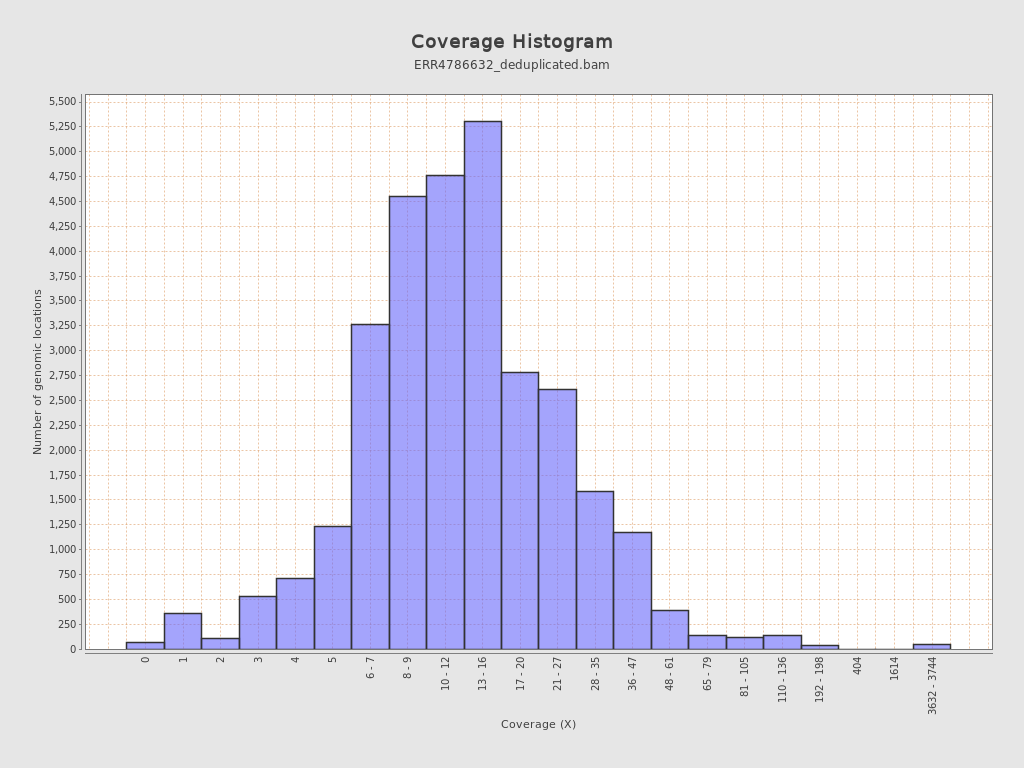 Coverage Histogram
ERR4786632_deduplicated.bam
5,500
5,250
5,000
4,750
4,500
4,250
4,000
3,750
3,500
3,250
3,000
2,750
2,500
2,250
2,000
1,750
1,500
1,250
1,000
750
500
250
0
Number of genomic locations
0
1
2
3
4
5
6 - 7
8 - 9
10 - 12
13 - 16
17 - 20
21 - 27
28 - 35
36 - 47
48 - 61
65 - 79
81 - 105
110 - 136
192 - 198
404
1614
3632 - 3744
Coverage (X)